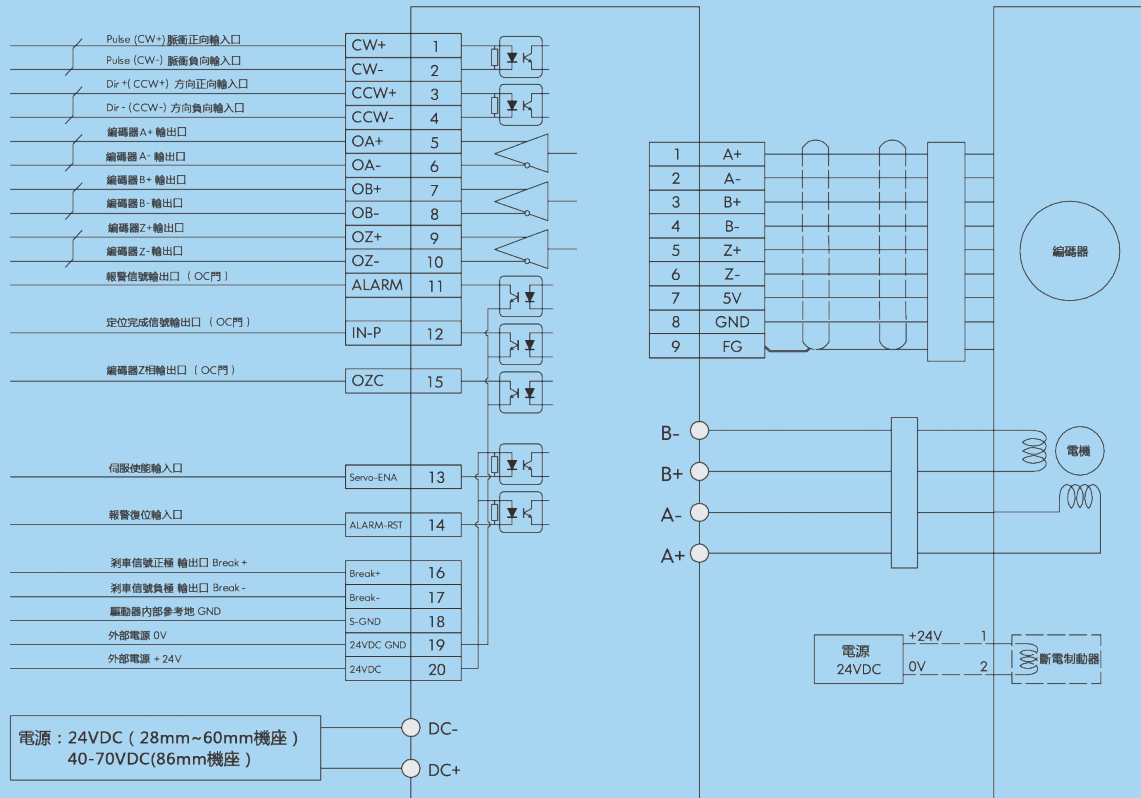 Pulse (CW+) 脈衝正向輸入口 CW+ 1
Pulse (CW-) 脈衝負向輸入口 CW- 2
Dir +( CCW+) 方向正向輸入口 CCW+ 3
Dir - (CCW-) 方向負向輸入口 CCW- 4
編碼器A+ 輸出口 OA+ 5
編碼器A- 輸出口 OA- 6
編碼器B+ 輸出口 OB+ 7
編碼器B- 輸出口 OB- 8
編碼器Z+ 輸出口 OZ+ 9
編碼器Z- 輸出口 OZ- 10
報警信號輸出口 ( OC門 ) ALARM 11
定位完成信號輸出口 ( OC門 ) IN-P 12
編碼器Z相輸出口 ( OC門 ) OZC 15
伺服使能輸入口 Servo-ENA 13
報警復位輸入口 ALARM-RST 14
剎車信號正極 輸出口 Break + Break+ 16
剎車信號負極 輸出口 Break - Break- 17
驅動器内部參考地 GND S-GND 18
外部電源 0V 24VDC GND 19
外部電源 + 24V 24VDC 20
電源 : 24VDC ( 28mm~60mm機座 )
40-70VDC(86mm機座 )
DC-
DC+
1 A+
2 A-
3 B+
4 B-
5 Z+
6 Z-
7 5V
8 GND
9 FG
編碼器
B-
B+
A-
A+
電機
電源
24VDC
+24V 1
0V 2
斷電制動器